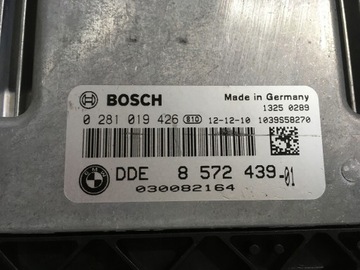 BOSCH
Made in Germany
1325 0289
0 281 019 426 810 12-12-10 1039S58270
DDE 8 572 439-01
030082164